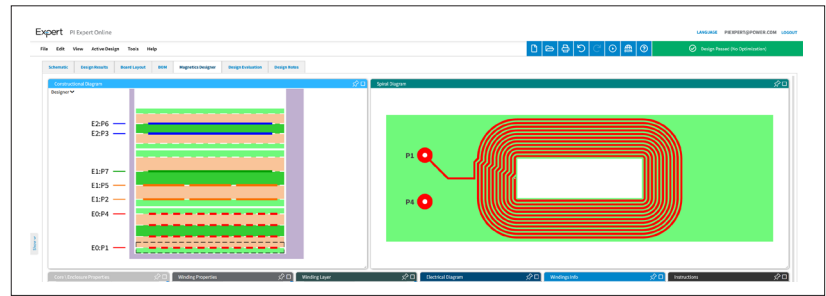 Expert PI Expert Online
LANGUAGE PIEXPERT@POWER.COM LOGOUT
File Edit View Active Design Tools Help
Design Passed (No Optimization)
Schematic Design Results Board Layout BOM Magnetics Designer Design Evaluation Design Notes
Constructional Diagram
Spiral Diagram
Designer
E2:P6
E2:P3
E1:P7
E1:P5
E1:P2
E0:P4
E0:P1
P1
P4
Core \ Enclosure Properties
Winding Properties
Winding Layer
Electrical Diagram
Windings Info
Instructions